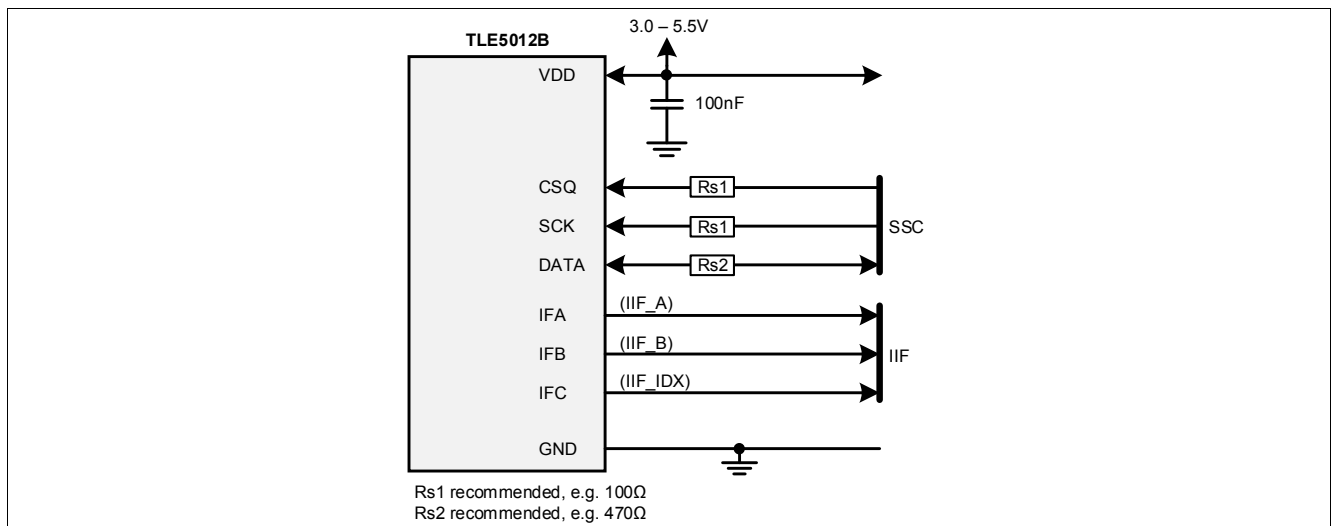 3.0 – 5.5V
TLE5012B
VDD
100nF
CSQ
Rs1
SCK
Rs1
SSC
DATA
Rs2
IFA
(IIF_A)
IFB
(IIF_B)
IIF
IFC
(IIF_IDX)
GND
Rs1 recommended, e.g. 100Ω
Rs2 recommended, e.g. 470Ω